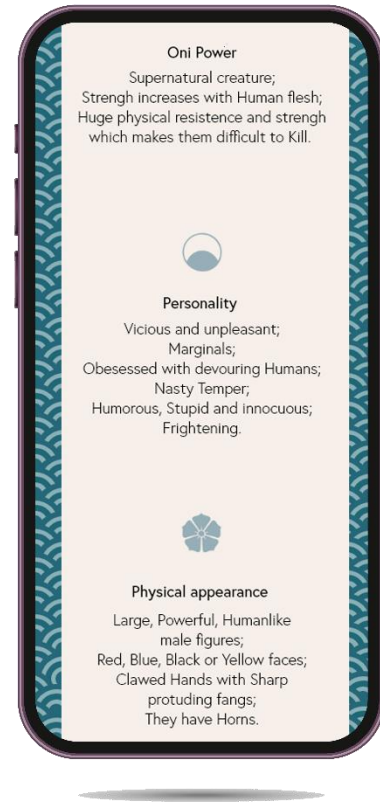 Oni Power
Supernatural creature;
Strengh increases with Human flesh;
Huge physical resistence and strengh
which makes them difficult to Kill.
Personality
Vicious and unpleasant;
Marginals;
Obesessed with devouring Humans;
Nasty Temper;
Humorous, Stupid and innocuous;
Frightening.
Physical appearance
Large, Powerful, Humanlike
male figures;
Red, Blue, Black or Yellow faces;
Clawed Hands with Sharp
protuding fangs;
They have Horns.